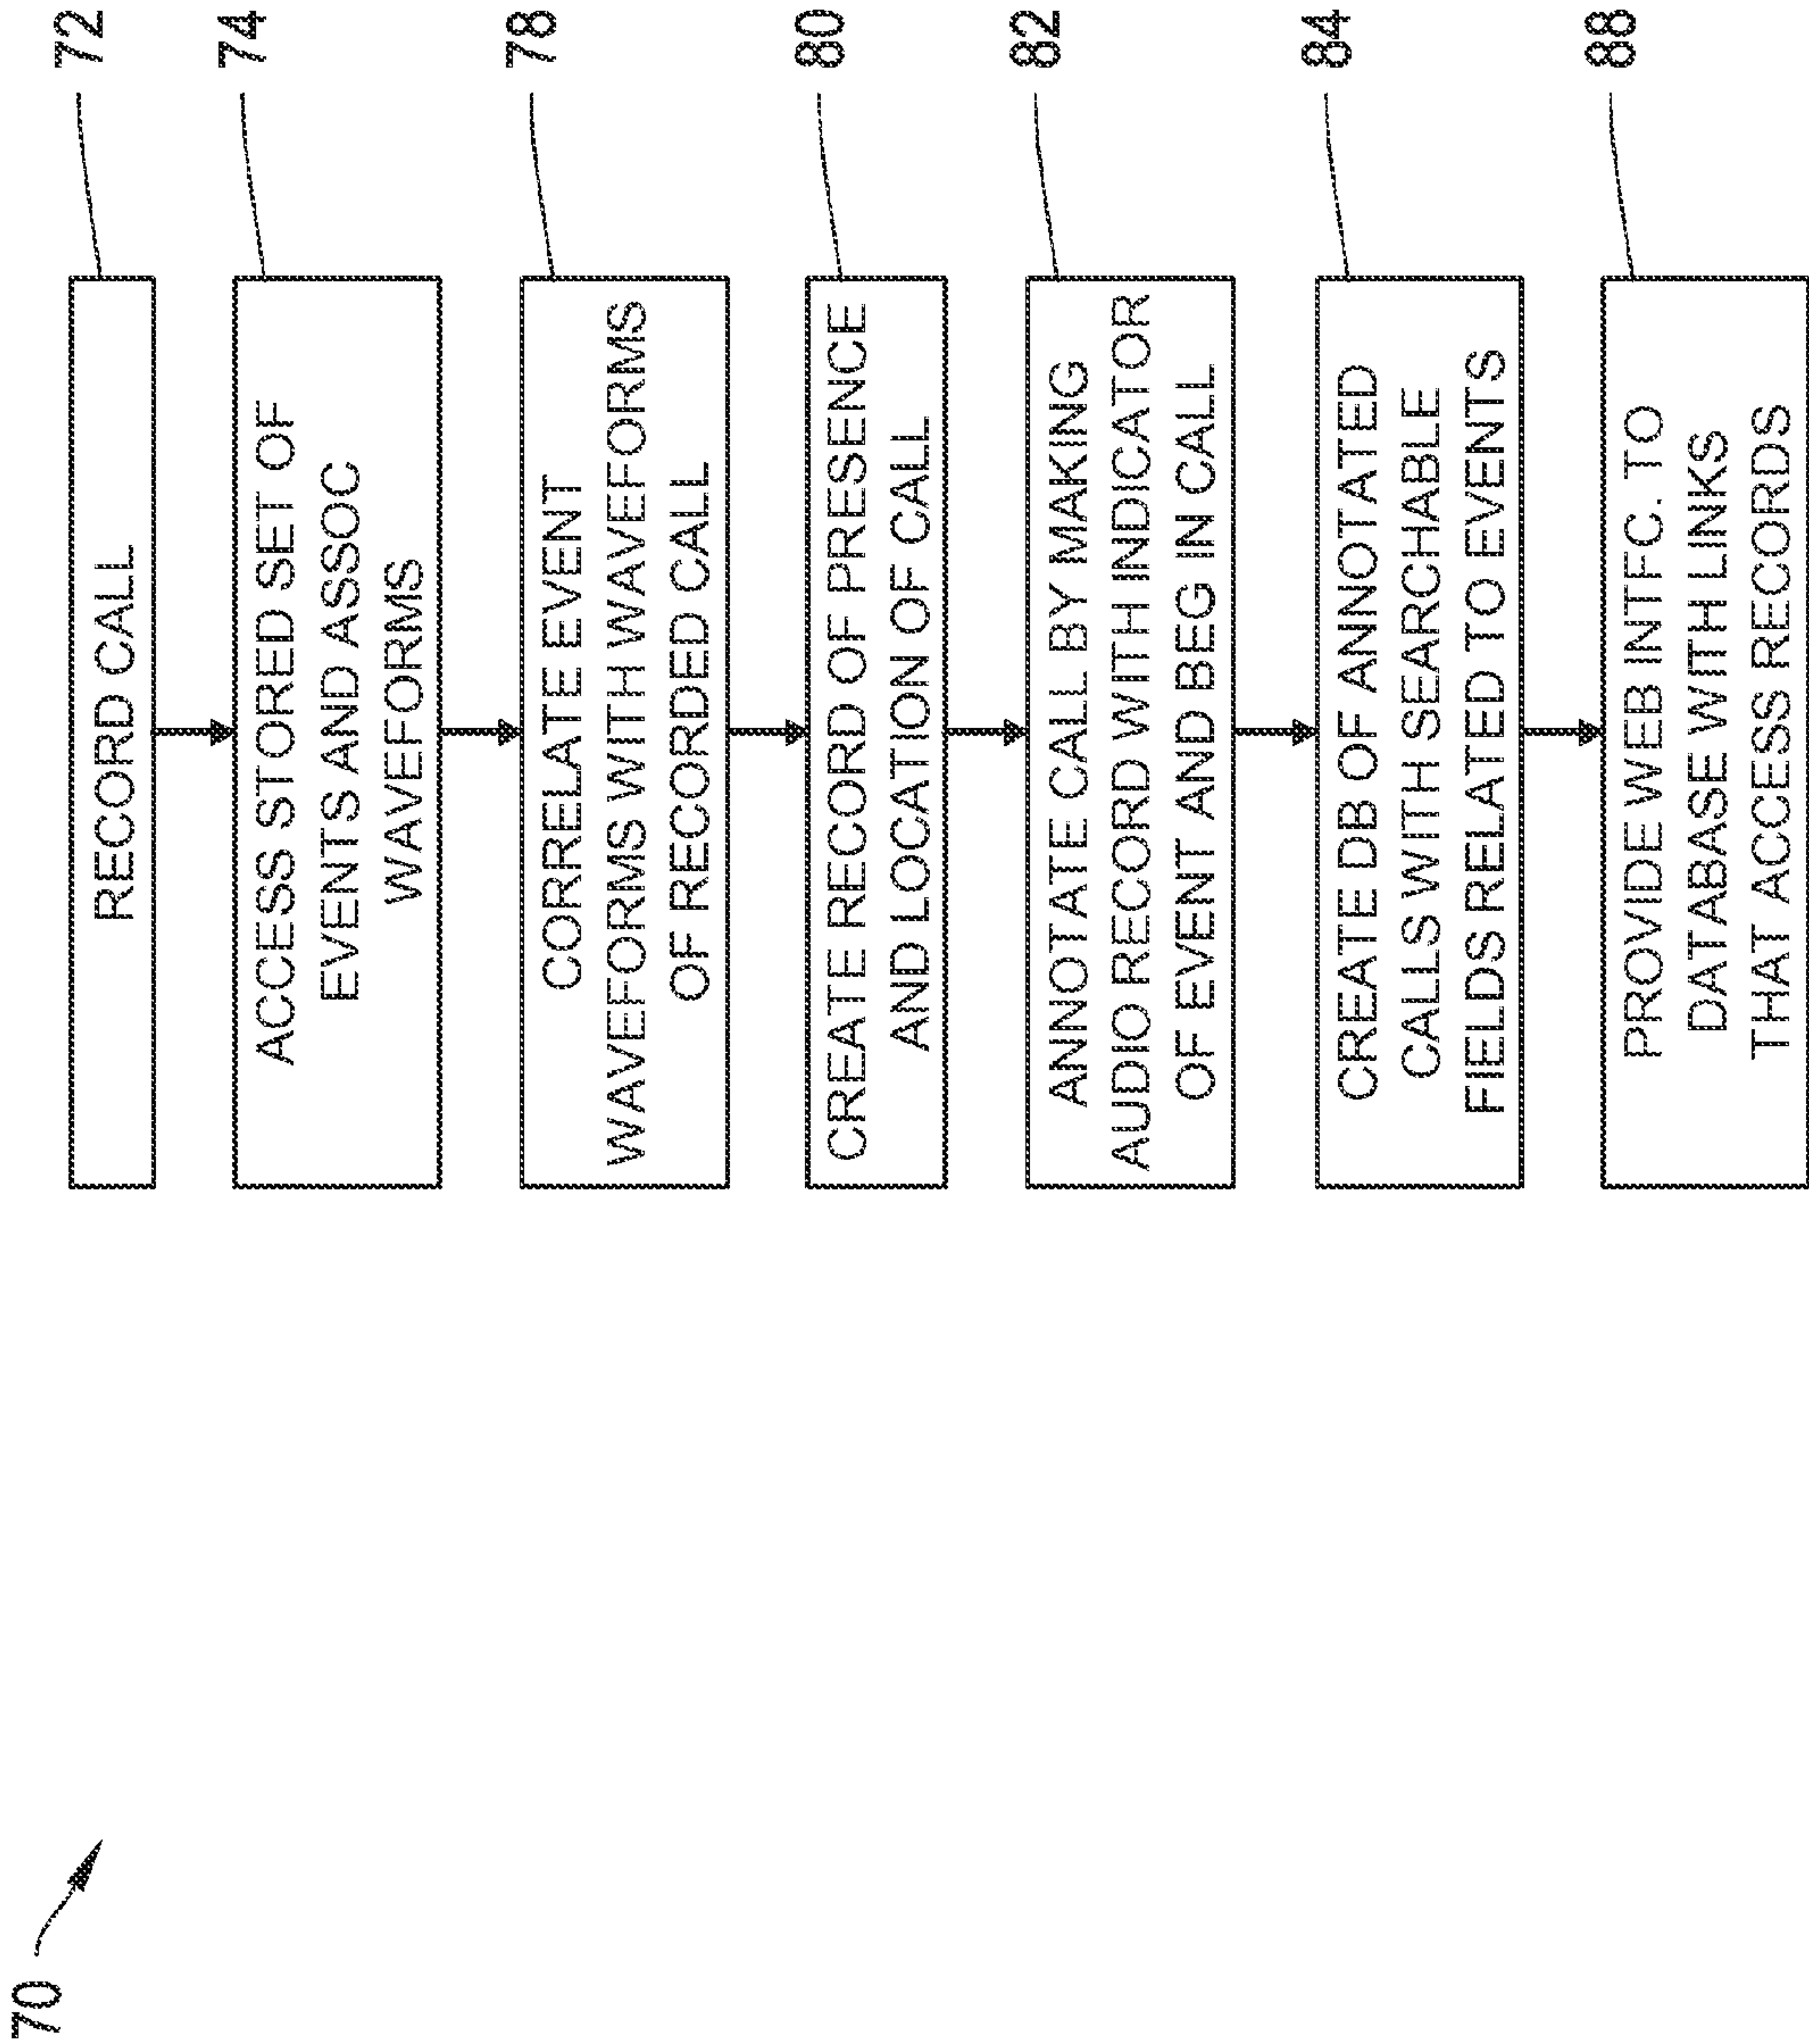 70
RECORD CALL
72
ACCESS STORED SET OF
EVENTS AND ASSOC
WAVEFORMS
74
CORRELATE EVENT
WAVEFORMS WITH WAVEFORMS
OF RECORDED CALL
78
CREATE RECORD OF PRESENCE
AND LOCATION OF CALL
80
ANNOTATE CALL BY MAKING
AUDIO RECORD WITH INDICATOR
OF EVENT AND BEG IN CALL
82
CREATE DB OF ANNOTATED
CALLS WITH SEARCHABLE
FIELDS RELATED TO EVENTS
84
PROVIDE WEB INTFC. TO
DATABASE WITH LINKS
THAT ACCESS RECORDS
88